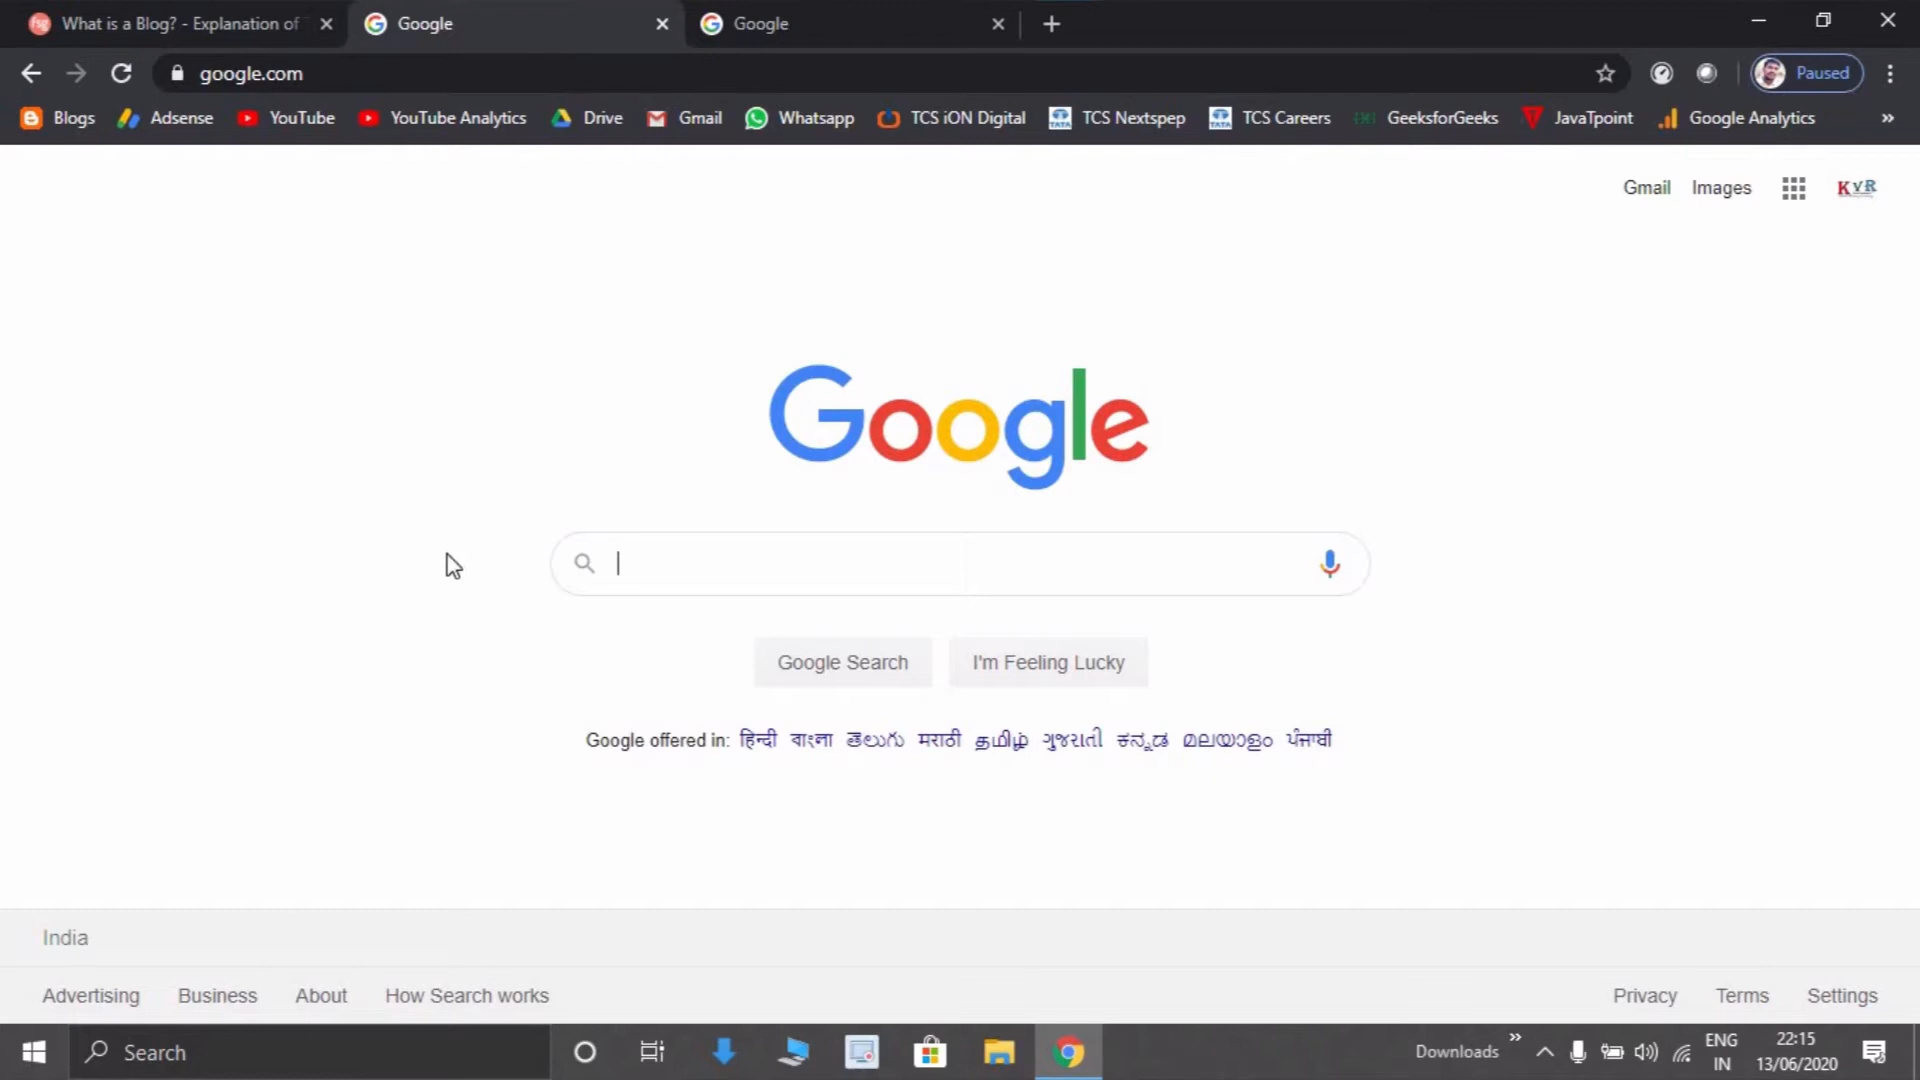 What is a Blog? - Explanation of
Google
Google
google.com
Paused
Blogs
Adsense
YouTube
YouTube Analytics
Drive
Gmail
Whatsapp
TCS iON Digital
TCS Nextspep
TCS Careers
GeeksforGeeks
JavaTpoint
Google Analytics
»
Gmail Images
KVR
Google
Google Search
I'm Feeling Lucky
Google offered in: हिन्दी বাংলা తెలుగు मराठी தமிழ் ગુજરાતી ಕನ್ನಡ മലയാളം ਪੰਜਾਬੀ
India
Advertising Business About How Search works
Privacy Terms Settings
Search
Downloads »
ENG
IN
22:15
13/06/2020